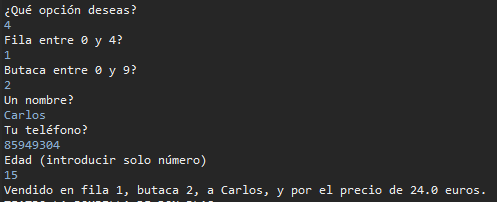 ¿Qué opción deseas?
4
Fila entre 0 y 4?
1
Butaca entre 0 y 9?
2
Un nombre?
Carlos
Tu teléfono?
85949304
Edad (introducir solo número)
15
Vendido en fila 1, butaca 2, a Carlos, y por el precio de 24.0 euros.